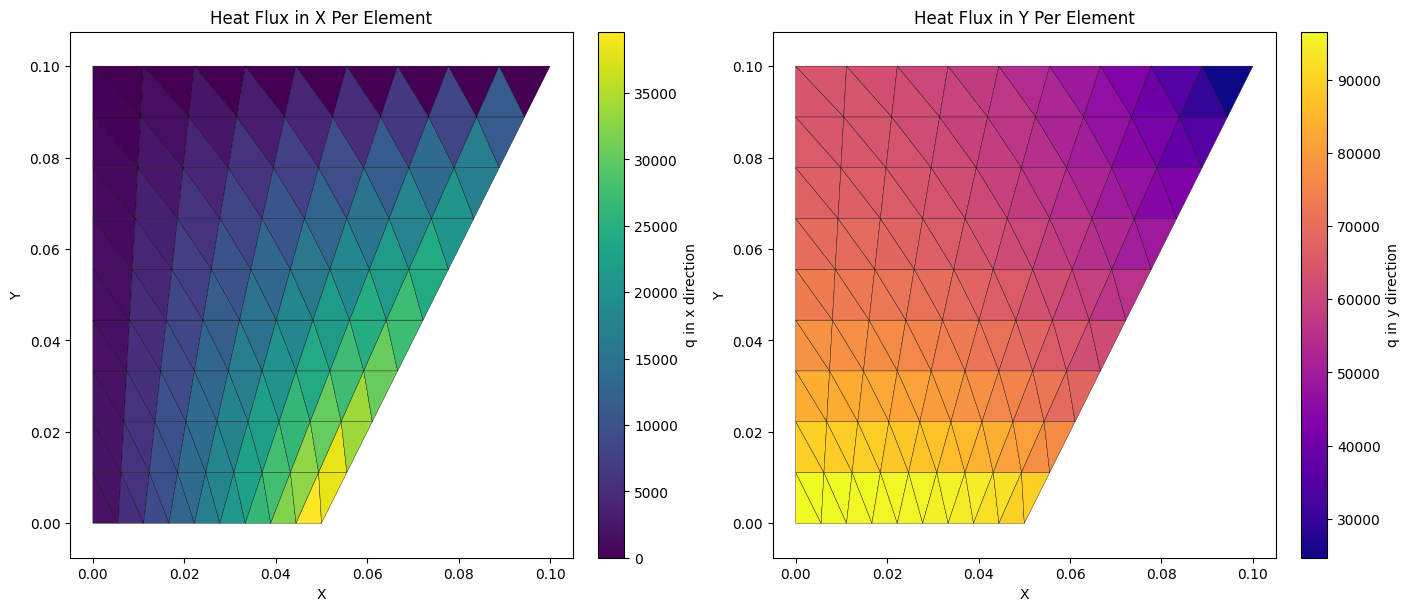 Heat Flux in X Per Element
0.10
0.08
0.06
0.04
0.02
0.00
Y
0.00 0.02 0.04 0.06 0.08 0.10
X
35000
30000
25000
20000
15000
10000
5000
0
q in x direction
Heat Flux in Y Per Element
0.10
0.08
0.06
0.04
0.02
0.00
Y
0.00 0.02 0.04 0.06 0.08 0.10
X
90000
80000
70000
60000
50000
40000
30000
q in y direction